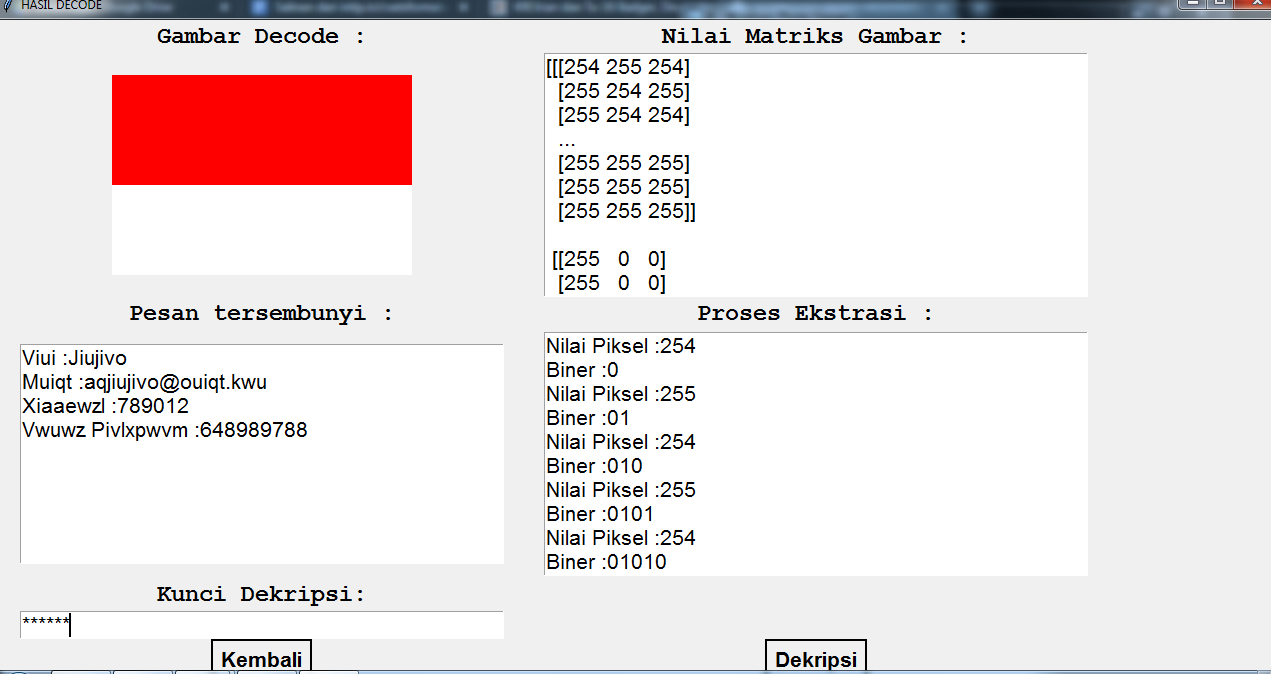 HASIL DECODE
Gambar Decode :
Nilai Matriks Gambar :
[[[254 255 254]
[255 254 255]
[255 254 254]
...
[255 255 255]
[255 255 255]
[255 255 255]]
[[255 0 0]
[255 0 0]
Pesan tersembunyi :
Viui :Jiujivo
Muiqt :aqjiujivo@ouiqt.kwu
Xiaaewzl :789012
Vwuwz Pivlxpwvm :648989788
Proses Ekstrasi :
Nilai Piksel :254
Biner :0
Nilai Piksel :255
Biner :01
Nilai Piksel :254
Biner :010
Nilai Piksel :255
Biner :0101
Nilai Piksel :254
Biner :01010
Kunci Dekripsi:
******
Kembali
Dekripsi